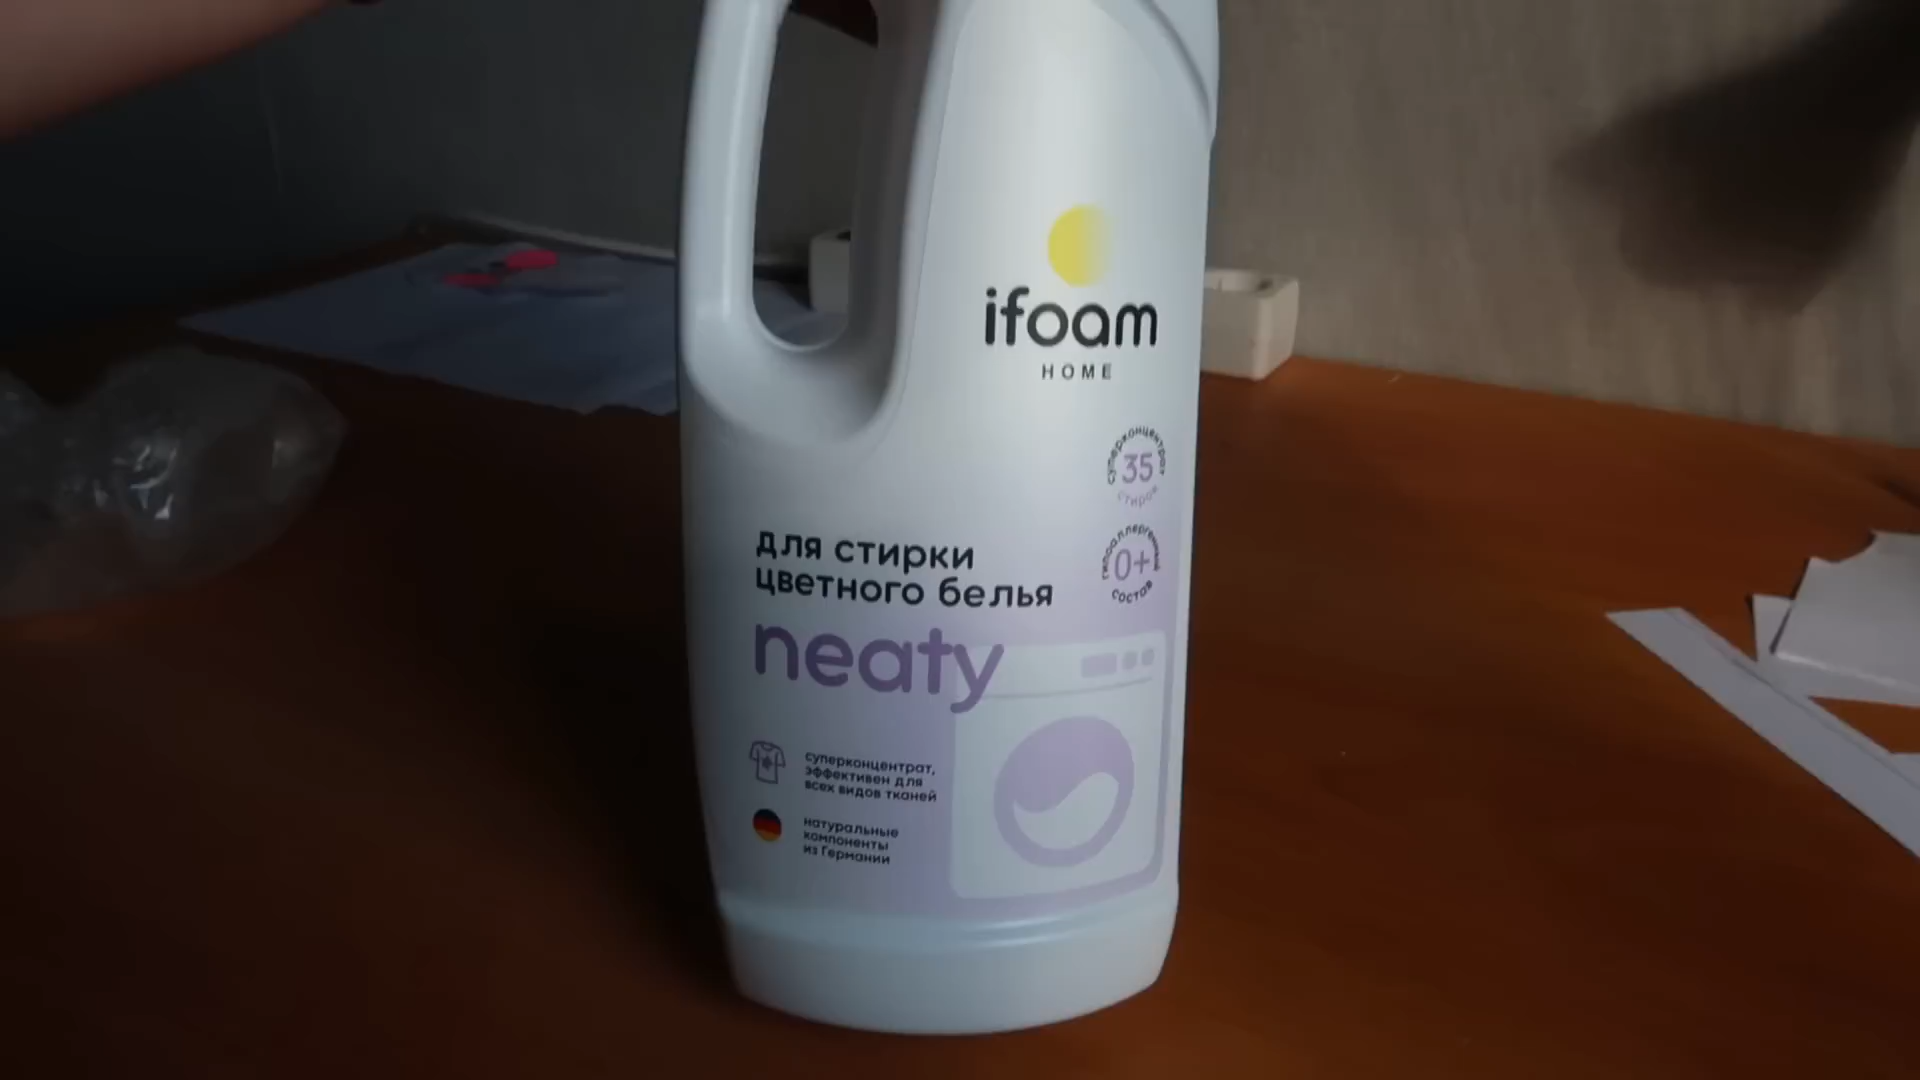 ifoam
HOME
суперконцентрат
35
стирок
для стирки
цветного белья
гипоаллергенный
0+
состав
neaty
суперконцентрат,
эффективен для
всех видов тканей
натуральные
компоненты
из Германии